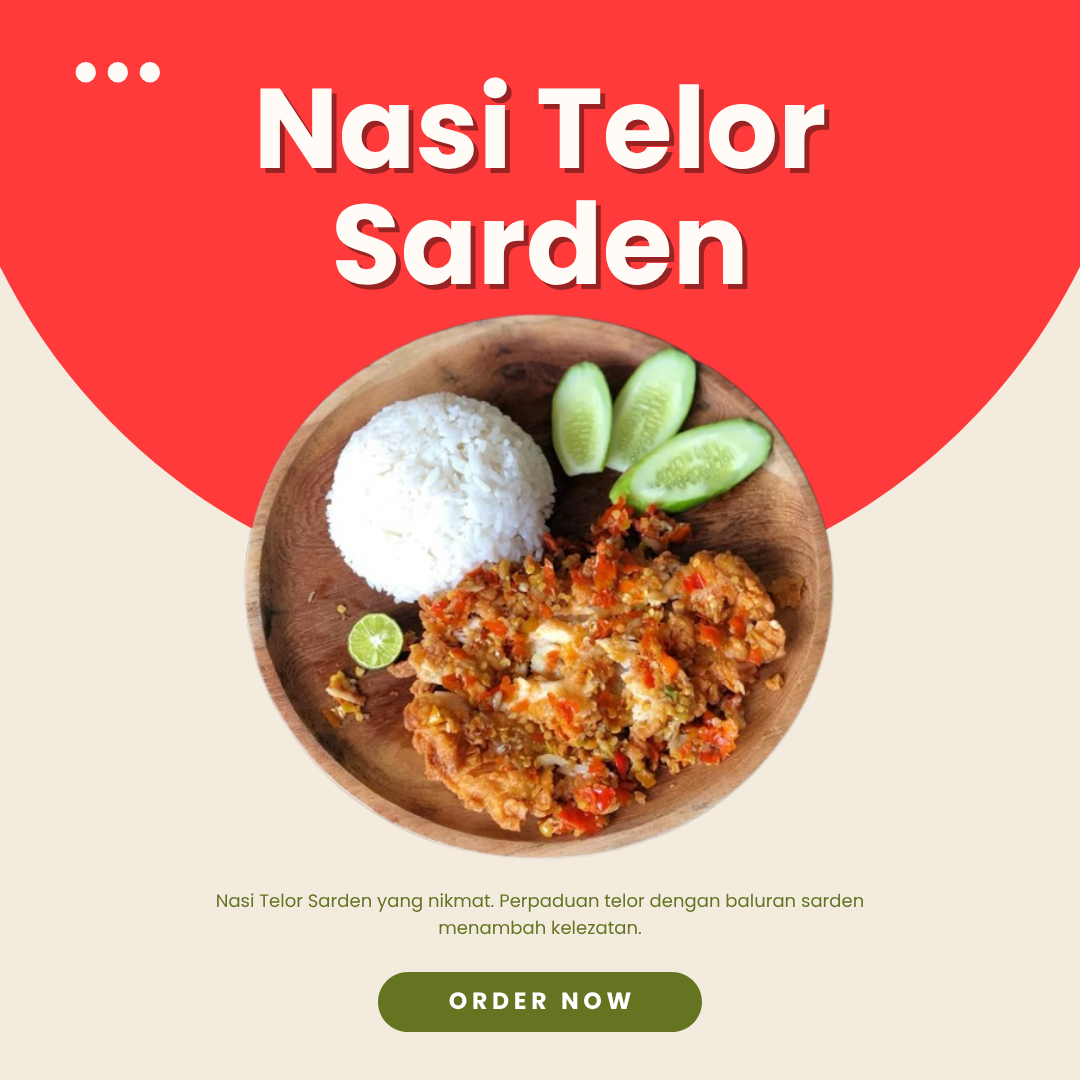 Nasi Telor
Sarden
Nasi Telor Sarden yang nikmat. Perpaduan telor dengan baluran sarden
menambah kelezatan.
ORDER NOW